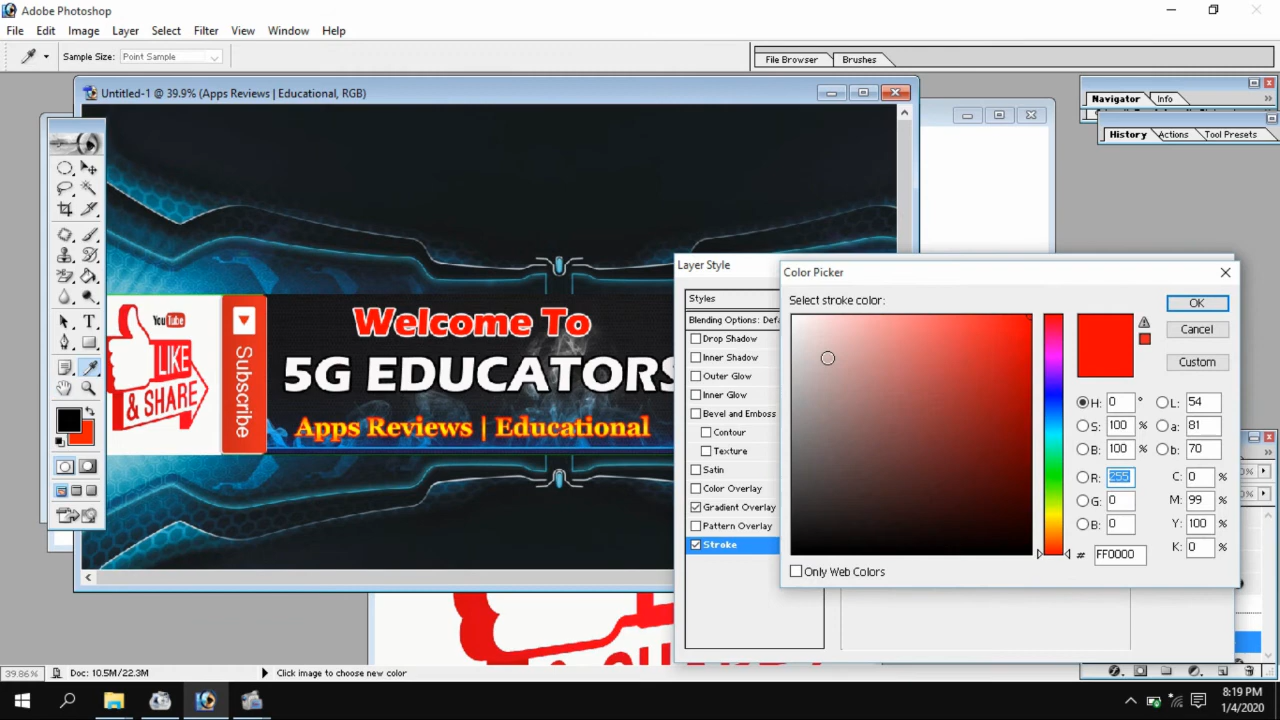 Adobe Photoshop
File Edit Image Layer Select Filter View Window Help
Sample Size: Point Sample
File Browser Brushes
Untitled-1 @ 39.9% (Apps Reviews | Educational, RGB)
Navigator Info
History Actions Tool Presets
Layer Style
Styles
Blending Options: Defa
Drop Shadow
Inner Shadow
Outer Glow
Inner Glow
Bevel and Emboss
Contour
Texture
Satin
Color Overlay
Gradient Overlay
Pattern Overlay
Stroke
Color Picker
Select stroke color:
OK
Cancel
Custom
H: 0 °
S: 100 %
B: 100 %
R: 255
G: 0
B: 0
# FF0000
L: 54
a: 81
b: 70
C: 0 %
M: 99 %
Y: 100 %
K: 0 %
Only Web Colors
You Tube
LIKE
& SHARE
Subscribe
Welcome To
5G EDUCATORS
Apps Reviews | Educational
39.86%
Doc: 10.5M/22.3M
Click image to choose new color
8:19 PM
1/4/2020